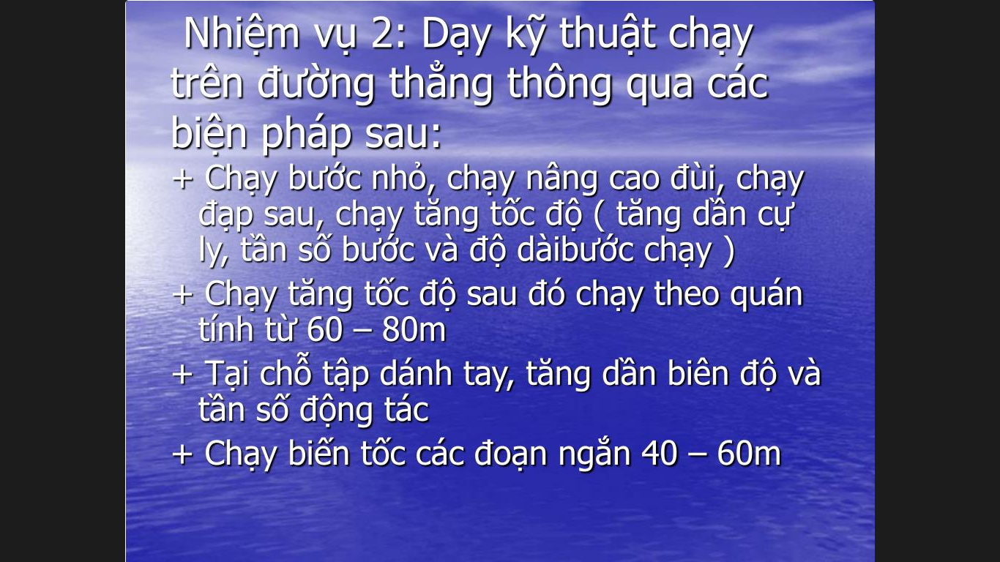 Nhiệm vụ 2: Dạy kỹ thuật chạy
trên đường thẳng thông qua các
biện pháp sau:
+ Chạy bước nhỏ, chạy nâng cao đùi, chạy
đạp sau, chạy tăng tốc độ ( tăng dần cự
ly, tần số bước và độ dàibước chạy )
+ Chạy tăng tốc độ sau đó chạy theo quán
tính từ 60 – 80m
+ Tại chỗ tập dánh tay, tăng dần biên độ và
tần số động tác
+ Chạy biến tốc các đoạn ngắn 40 – 60m